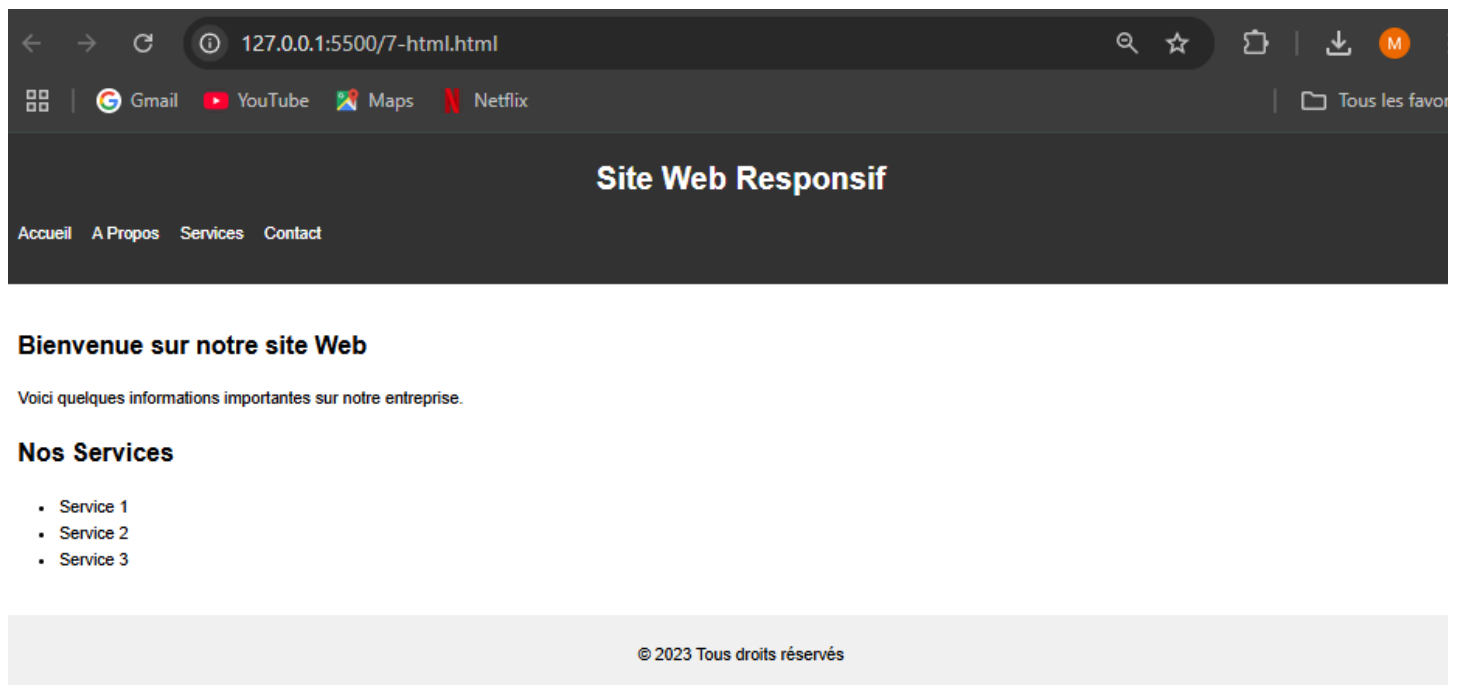 127.0.0.1:5500/7-html.html
M
Gmail YouTube Maps Netflix
Tous les favor
Site Web Responsif
Accueil A Propos Services Contact
Bienvenue sur notre site Web
Voici quelques informations importantes sur notre entreprise.
Nos Services
• Service 1
• Service 2
• Service 3
© 2023 Tous droits réservés